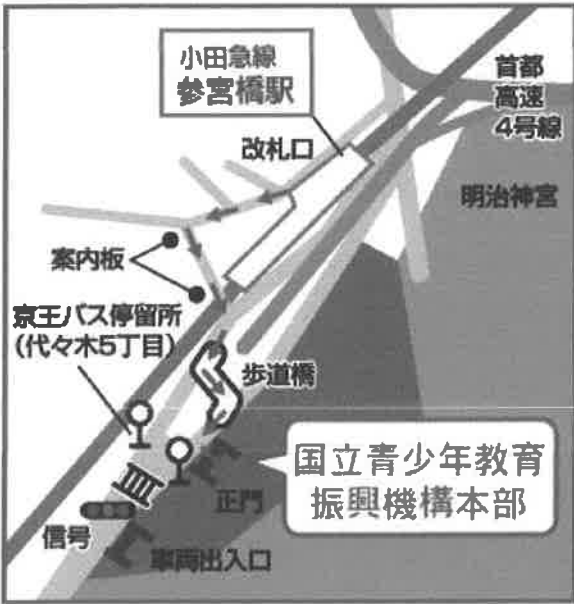 小田急線
参宮橋駅
首都
高速
4号線
改札口
明治神宮
案内板
京王バス停留所
(代々木5丁目)
歩道橋
国立青少年教育
振興機構本部
正門
信号
車両出入口